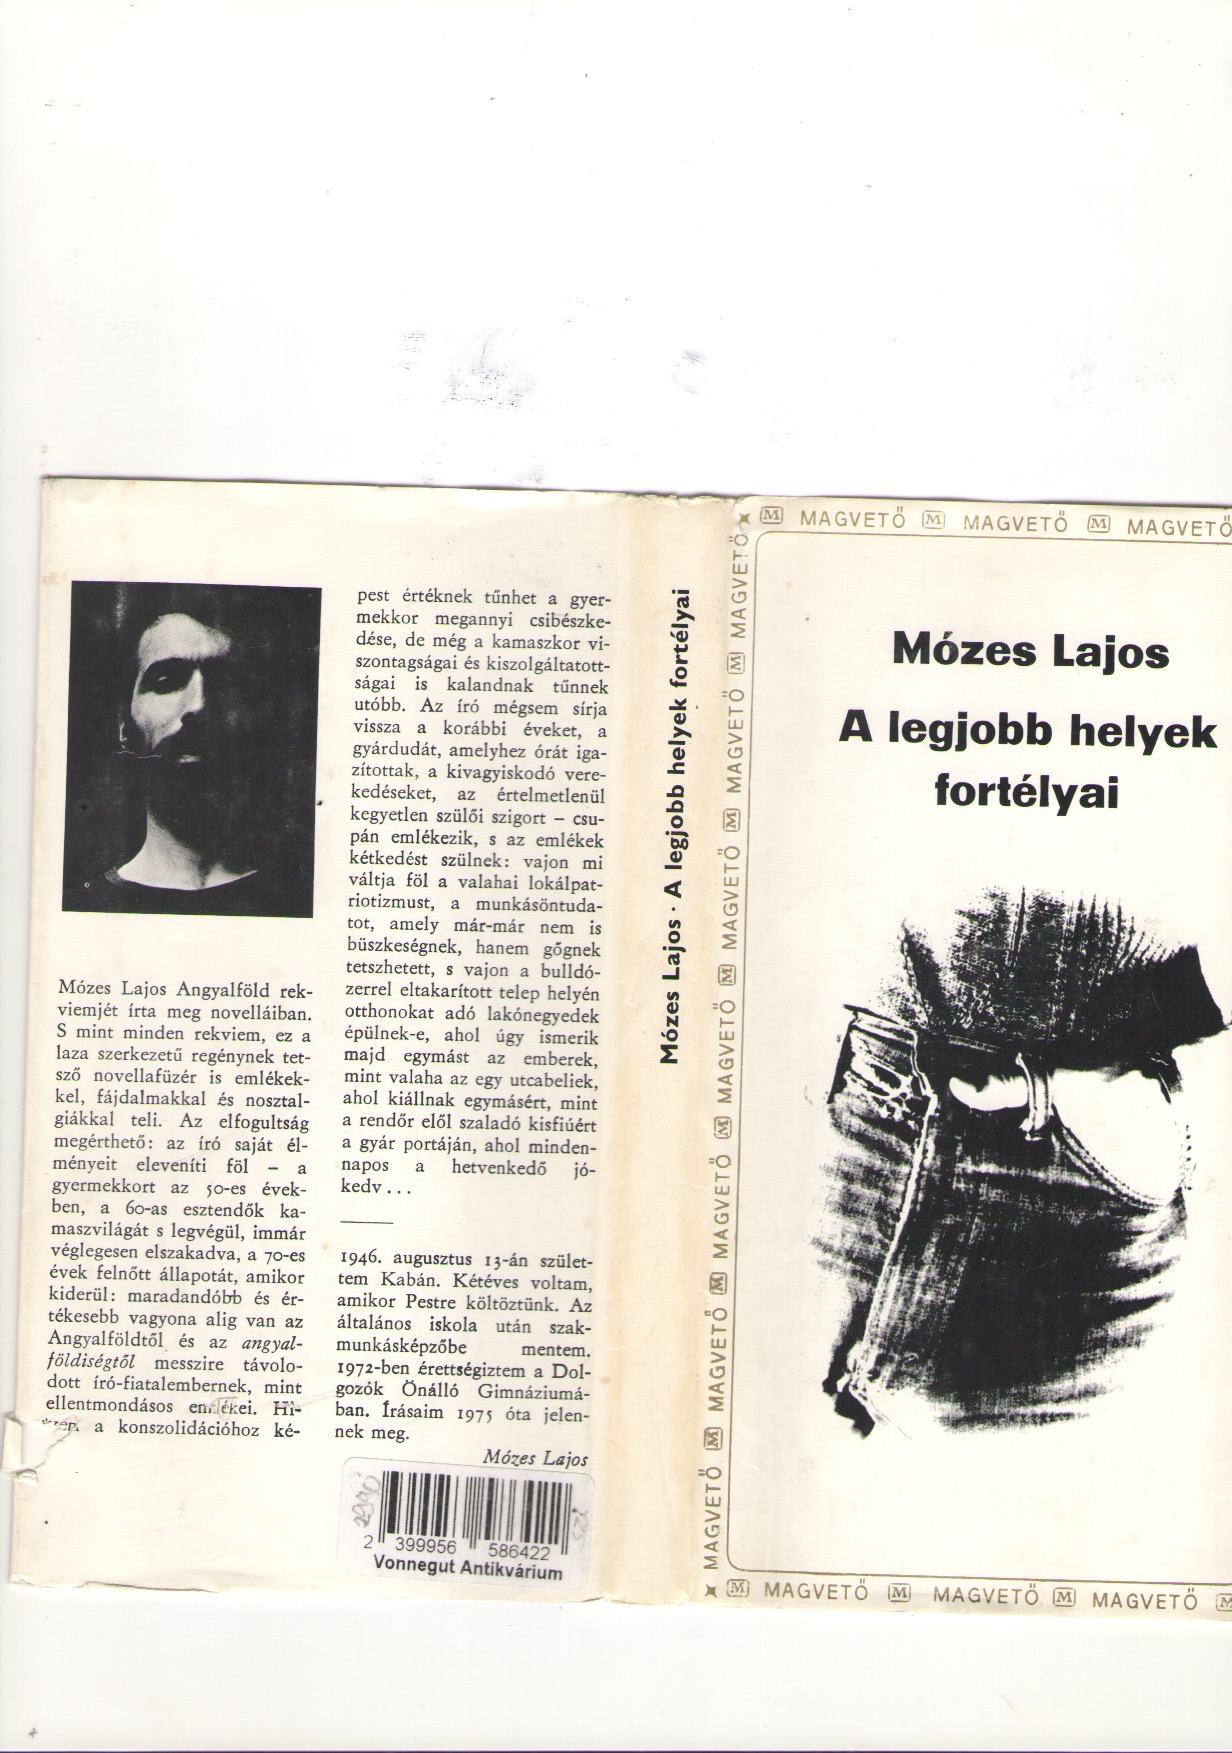 Mózes Lajos Angyalföld rek-
viemjét írta meg novelláiban.
S mint minden rekviem, ez a
laza szerkezetű regénynek tet-
sző novellafüzér is emlékek-
kel, fájdalmakkal és nosztal-
giákkal teli. Az elfogultság
megérthető: az író saját él-
ményeit eleveníti föl – a
gyermekkort az 50-es évek-
ben, a 60-as esztendők ka-
maszvilágát s legvégül, immár
véglegesen elszakadva, a 70-es
évek felnőtt állapotát, amikor
kiderül: maradandóbb és ér-
tékesebb vagyona alig van az
Angyalföldtől és az angyal-
földiségtől messzire távolo-
dott író-fiatalembernek, mint
ellentmondásos emlékei. Hi-
a konszolidációhoz ké-
pest értéknek tűnhet a gyer-
mekkor megannyi csibészke-
dése, de még a kamaszkor vi-
szontagságai és kiszolgáltatott-
ságai is kalandnak tűnnek
utóbb. Az író mégsem sírja
vissza a korábbi éveket, a
gyárdudát, amelyhez órát iga-
zítottak, a kivagyiskodó vere-
kedéseket, az értelmetlenül
kegyetlen szülői szigort – csu-
pán emlékezik, s az emlékek
kétkedést szülnek: vajon mi
váltja föl a valahai lokálpat-
riotizmust, a munkásöntuda-
tot, amely már-már nem is
büszkeségnek, hanem gőgnek
tetszhetett, s vajon a bulldó-
zerrel eltakarított telep helyén
otthonokat adó lakónegyedek
épülnek-e, ahol úgy ismerik
majd egymást az emberek,
mint valaha az egy utcabeliek,
ahol kiállnak egymásért, mint
a rendőr elől szaladó kisfiúért
a gyár portáján, ahol minden-
napos a hetvenkedő jó-
kedv...
1946. augusztus 13-án szület-
tem Kabán. Kétéves voltam,
amikor Pestre költöztünk. Az
általános iskola után szak-
munkásképzőbe mentem.
1972-ben érettségiztem a Dol-
gozók Önálló Gimnáziumá-
ban. Írásaim 1975 óta jelen-
nek meg.
Mózes Lajos
2 399956 586422
Vonnegut Antikvárium
Mózes Lajos · A legjobb helyek fortélyai
M MAGVETŐ M MAGVETŐ M MAGVETŐ
MAGVETŐ M MAGVETŐ M MAGVETŐ M MAGVETŐ M MAGVETŐ M MAGVETŐ M MAGVETŐ
Mózes Lajos
A legjobb helyek
fortélyai
M MAGVETŐ M MAGVETŐ M MAGVETŐ M